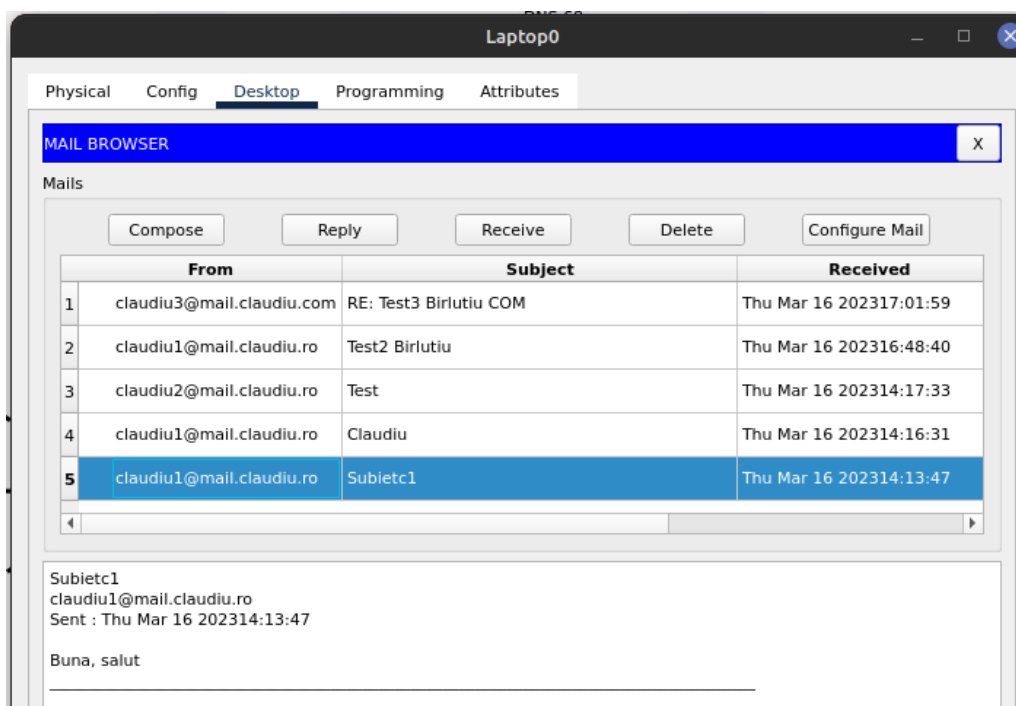 Laptop0
Physical Config Desktop Programming Attributes
MAIL BROWSER X
Mails
Compose Reply Receive Delete Configure Mail
From Subject Received
1 claudiu3@mail.claudiu.com RE: Test3 Birlutiu COM Thu Mar 16 202317:01:59
2 claudiu1@mail.claudiu.ro Test2 Birlutiu Thu Mar 16 202316:48:40
3 claudiu2@mail.claudiu.ro Test Thu Mar 16 202314:17:33
4 claudiu1@mail.claudiu.ro Claudiu Thu Mar 16 202314:16:31
5 claudiu1@mail.claudiu.ro Subietc1 Thu Mar 16 202314:13:47
Subietc1
claudiu1@mail.claudiu.ro
Sent : Thu Mar 16 202314:13:47
Buna, salut